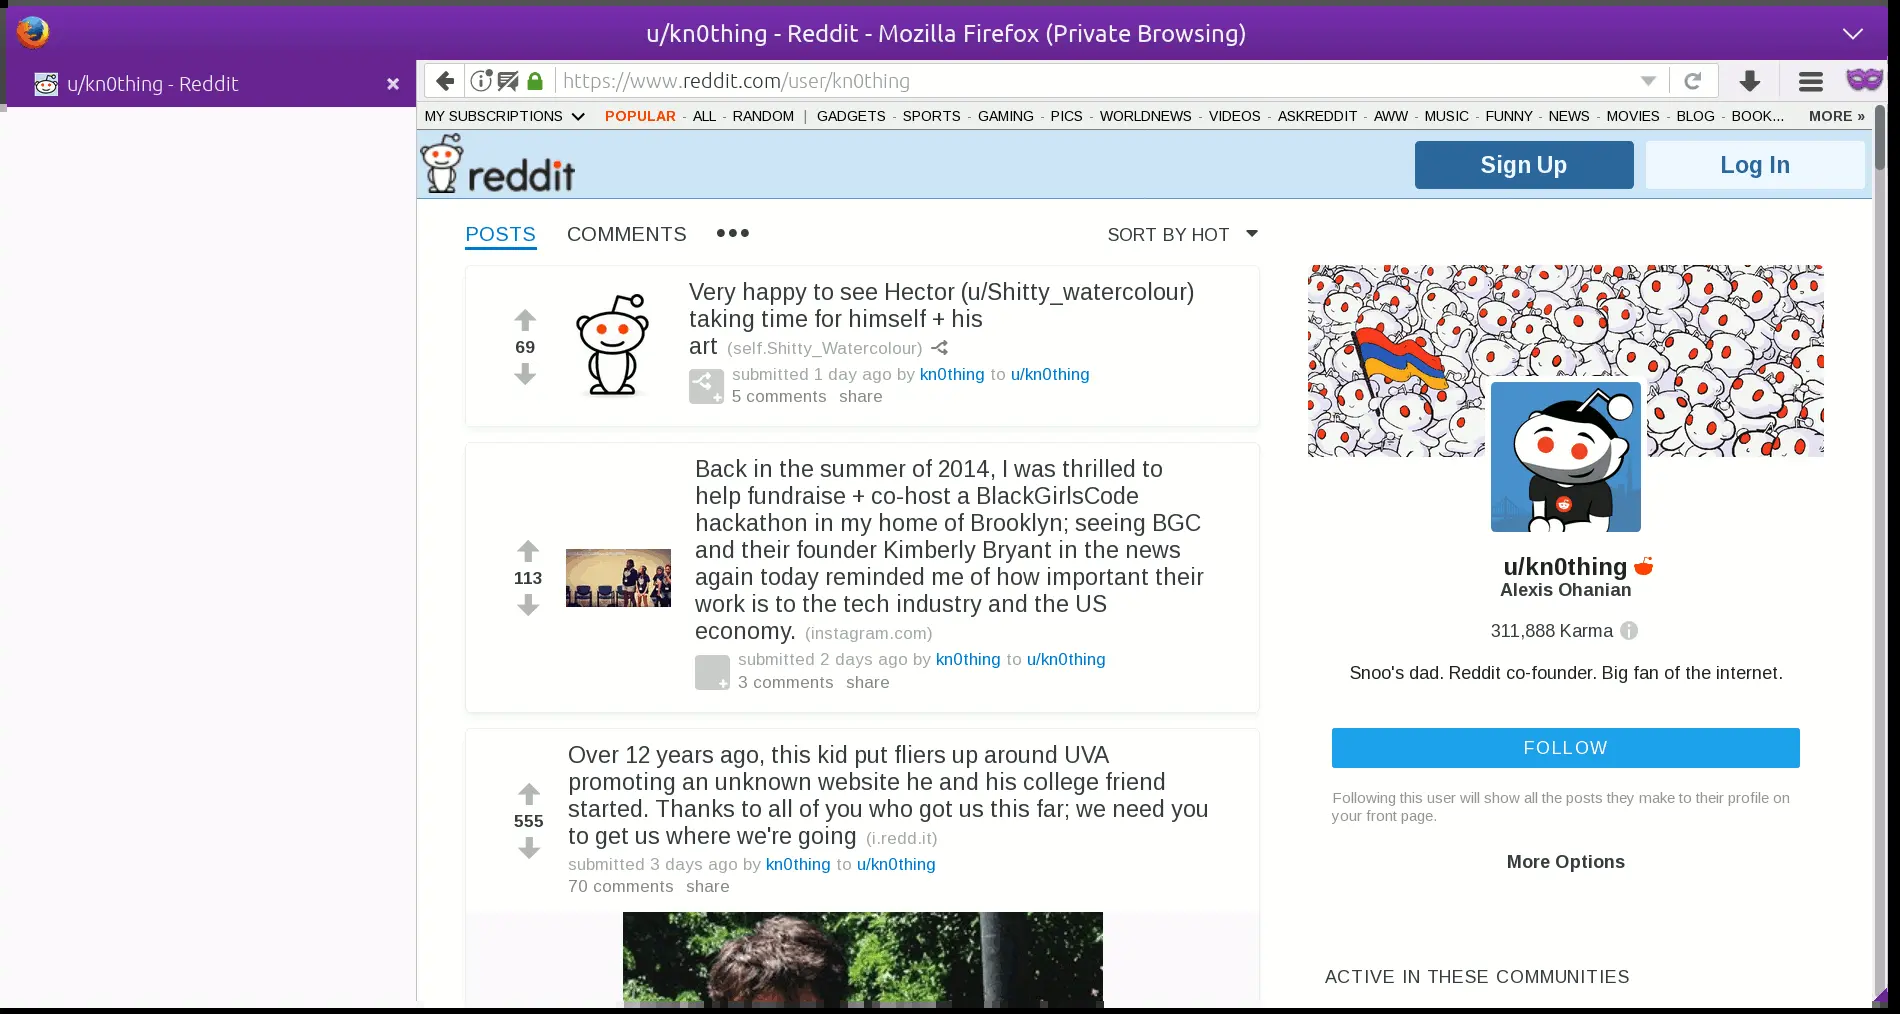 u/kn0thing - Reddit - Mozilla Firefox (Private Browsing)
u/kn0thing - Reddit
https://www.reddit.com/user/kn0thing
MY SUBSCRIPTIONS POPULAR - ALL - RANDOM | GADGETS - SPORTS - GAMING - PICS - WORLDNEWS - VIDEOS - ASKREDDIT - AWW - MUSIC - FUNNY - NEWS - MOVIES - BLOG - BOOK... MORE »
reddit
Sign Up
Log In
POSTS COMMENTS ••• SORT BY HOT
69
Very happy to see Hector (u/Shitty_watercolour)
taking time for himself + his
art (self.Shitty_Watercolour)
submitted 1 day ago by kn0thing to u/kn0thing
5 comments share
113
Back in the summer of 2014, I was thrilled to
help fundraise + co-host a BlackGirlsCode
hackathon in my home of Brooklyn; seeing BGC
and their founder Kimberly Bryant in the news
again today reminded me of how important their
work is to the tech industry and the US
economy. (instagram.com)
submitted 2 days ago by kn0thing to u/kn0thing
3 comments share
555
Over 12 years ago, this kid put fliers up around UVA
promoting an unknown website he and his college friend
started. Thanks to all of you who got us this far; we need you
to get us where we're going (i.redd.it)
submitted 3 days ago by kn0thing to u/kn0thing
70 comments share
u/kn0thing
Alexis Ohanian
311,888 Karma
Snoo's dad. Reddit co-founder. Big fan of the internet.
FOLLOW
Following this user will show all the posts they make to their profile on
your front page.
More Options
ACTIVE IN THESE COMMUNITIES